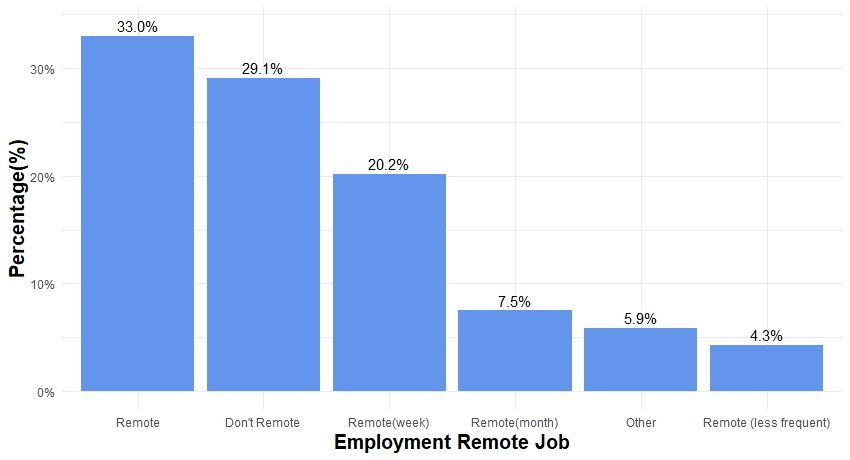 33.0%
29.1%
30%
20.2%
20%
10%
7.5%
5.9%
4.3%
0%
Percentage(%)
Remote
Don't Remote
Remote(week)
Remote(month)
Other
Remote (less frequent)
Employment Remote Job